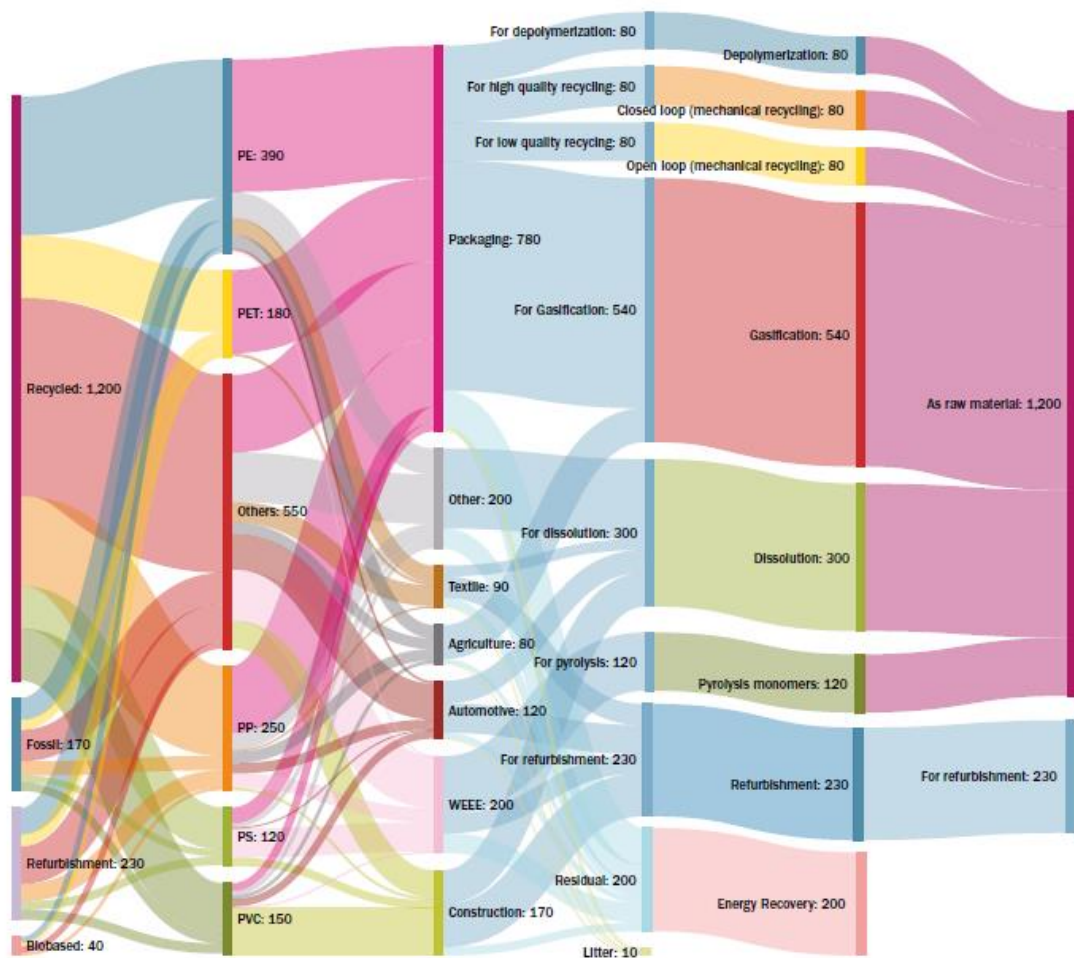 Recycled: 1,200
Fossil: 170
Refurbishment: 230
Biobased: 40
PE: 390
PET: 180
Others: 550
PP: 250
PS: 120
PVC: 150
Packaging: 780
Other: 200
Textile: 90
Agriculture: 80
Automotive: 120
WEEE: 200
Construction: 170
For depolymerization: 80
For high quality recycling: 80
For low quality recycling: 80
For Gasification: 540
For dissolution: 300
For pyrolysis: 120
For refurbishment: 230
Residual: 200
Litter: 10
Depolymerization: 80
Closed loop (mechanical recycling): 80
Open loop (mechanical recycling): 80
Gasification: 540
Dissolution: 300
Pyrolysis monomers: 120
Refurbishment: 230
Energy Recovery: 200
As raw material: 1,200
For refurbishment: 230